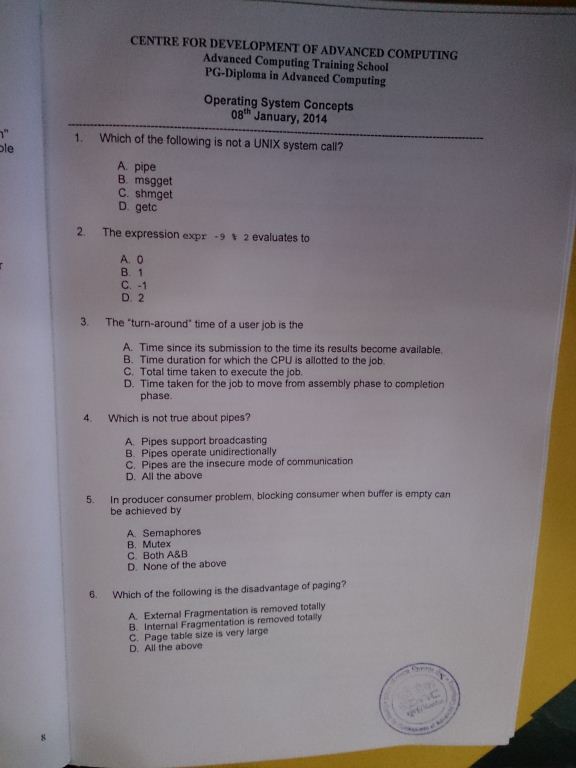 CENTRE FOR DEVELOPMENT OF ADVANCED COMPUTING
Advanced Computing Training School
PG-Diploma in Advanced Computing
Operating System Concepts
08th January, 2014
1. Which of the following is not a UNIX system call?
A. pipe
B. msgget
C. shmget
D. getc
2. The expression expr -9 % 2 evaluates to
A. 0
B. 1
C. -1
D. 2
3. The "turn-around" time of a user job is the
A. Time since its submission to the time its results become available.
B. Time duration for which the CPU is allotted to the job.
C. Total time taken to execute the job.
D. Time taken for the job to move from assembly phase to completion
phase.
4. Which is not true about pipes?
A. Pipes support broadcasting
B. Pipes operate unidirectionally
C. Pipes are the insecure mode of communication
D. All the above
5. In producer consumer problem, blocking consumer when buffer is empty can
be achieved by
A. Semaphores
B. Mutex
C. Both A&B
D. None of the above
6. Which of the following is the disadvantage of paging?
A. External Fragmentation is removed totally
B. Internal Fragmentation is removed totally
C. Page table size is very large
D. All the above
8